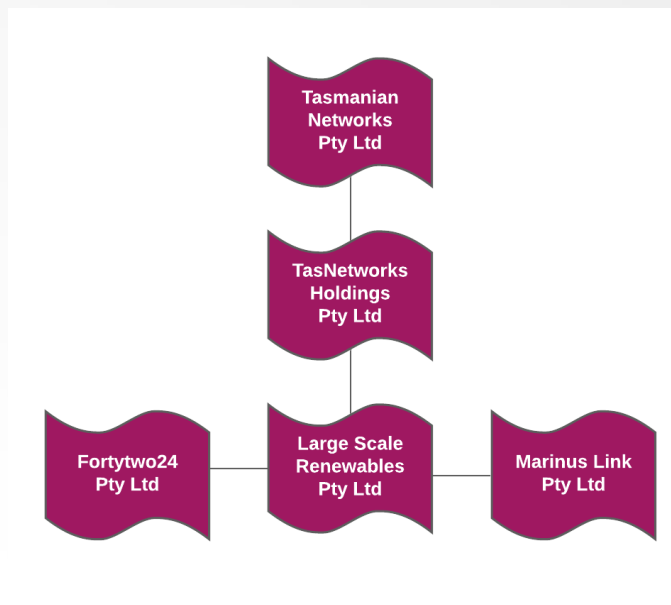 Tasmanian
Networks
Pty Ltd
TasNetworks
Holdings
Pty Ltd
Fortytwo24
Pty Ltd
Large Scale
Renewables
Pty Ltd
Marinus Link
Pty Ltd